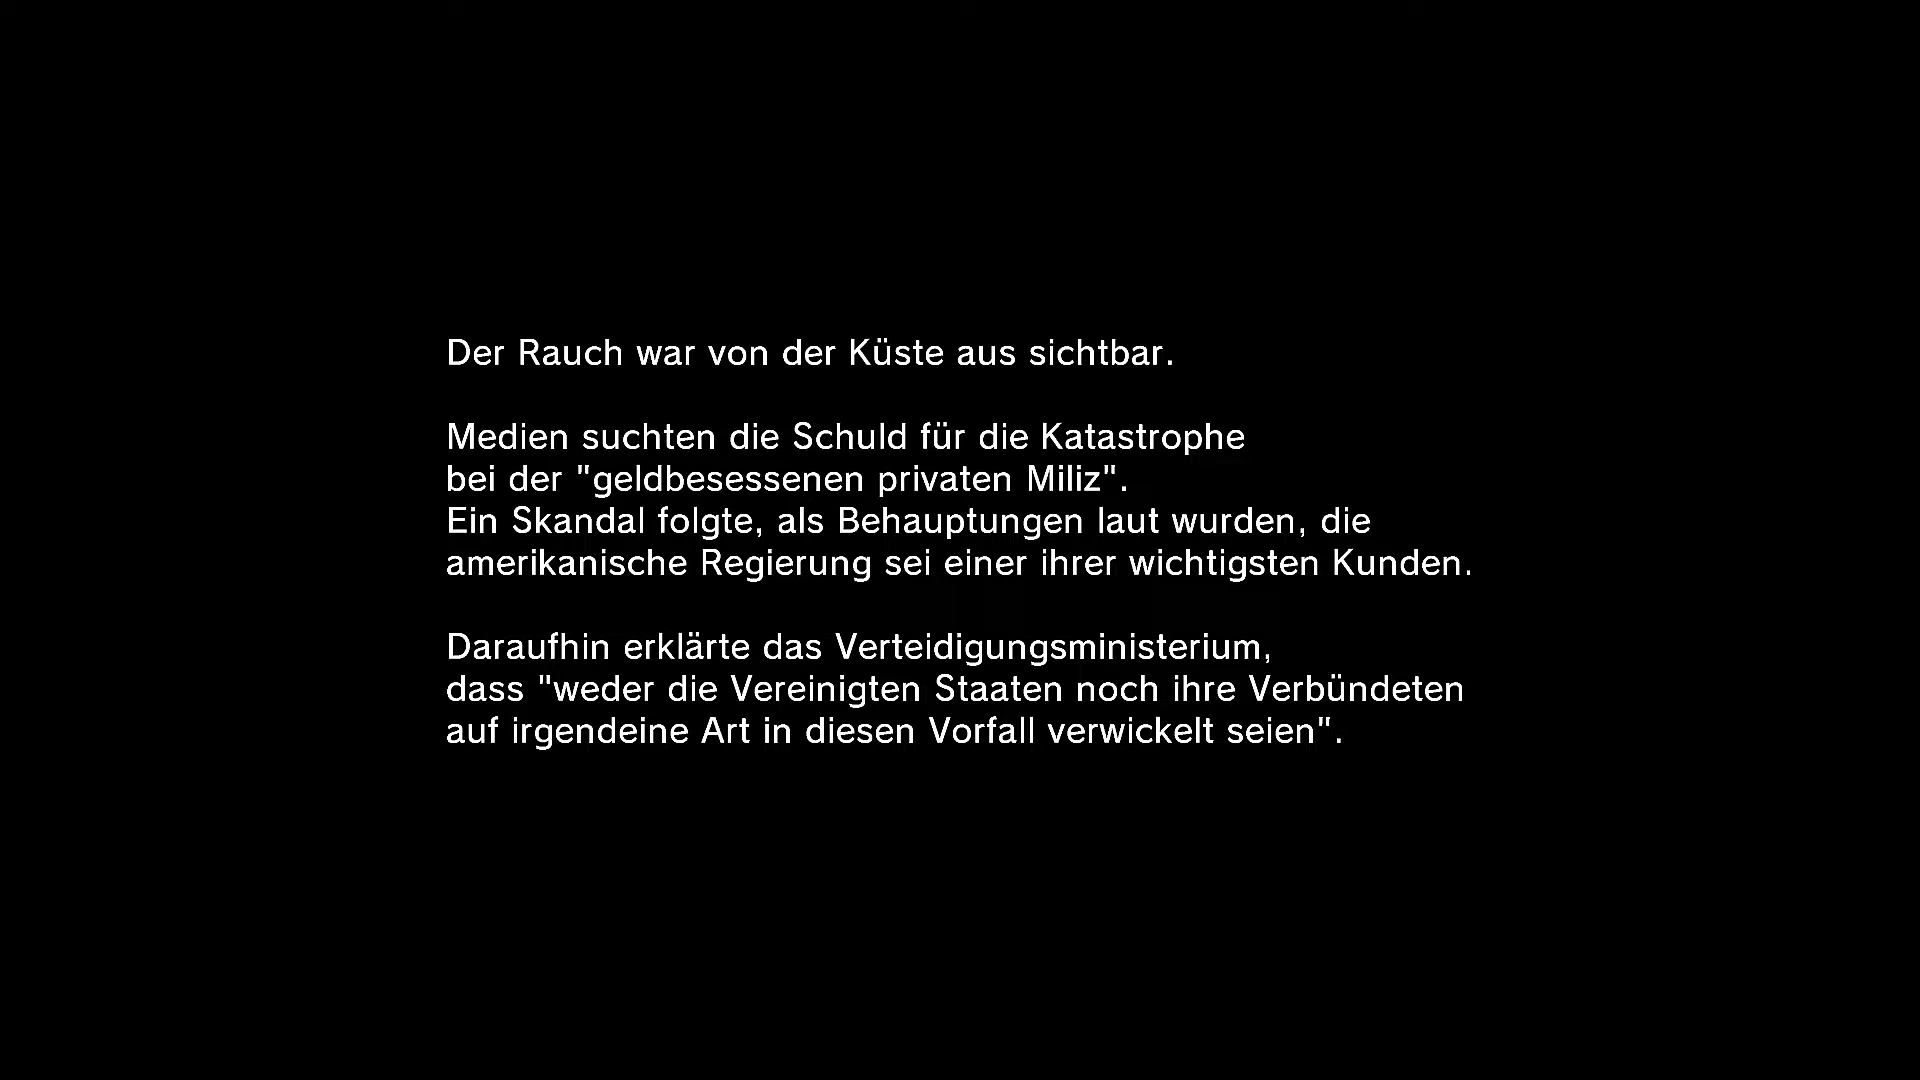 Der Rauch war von der Küste aus sichtbar.
Medien suchten die Schuld für die Katastrophe
bei der "geldbesessenen privaten Miliz".
Ein Skandal folgte, als Behauptungen laut wurden, die
amerikanische Regierung sei einer ihrer wichtigsten Kunden.
Daraufhin erklärte das Verteidigungsministerium,
dass "weder die Vereinigten Staaten noch ihre Verbündeten
auf irgendeine Art in diesen Vorfall verwickelt seien".